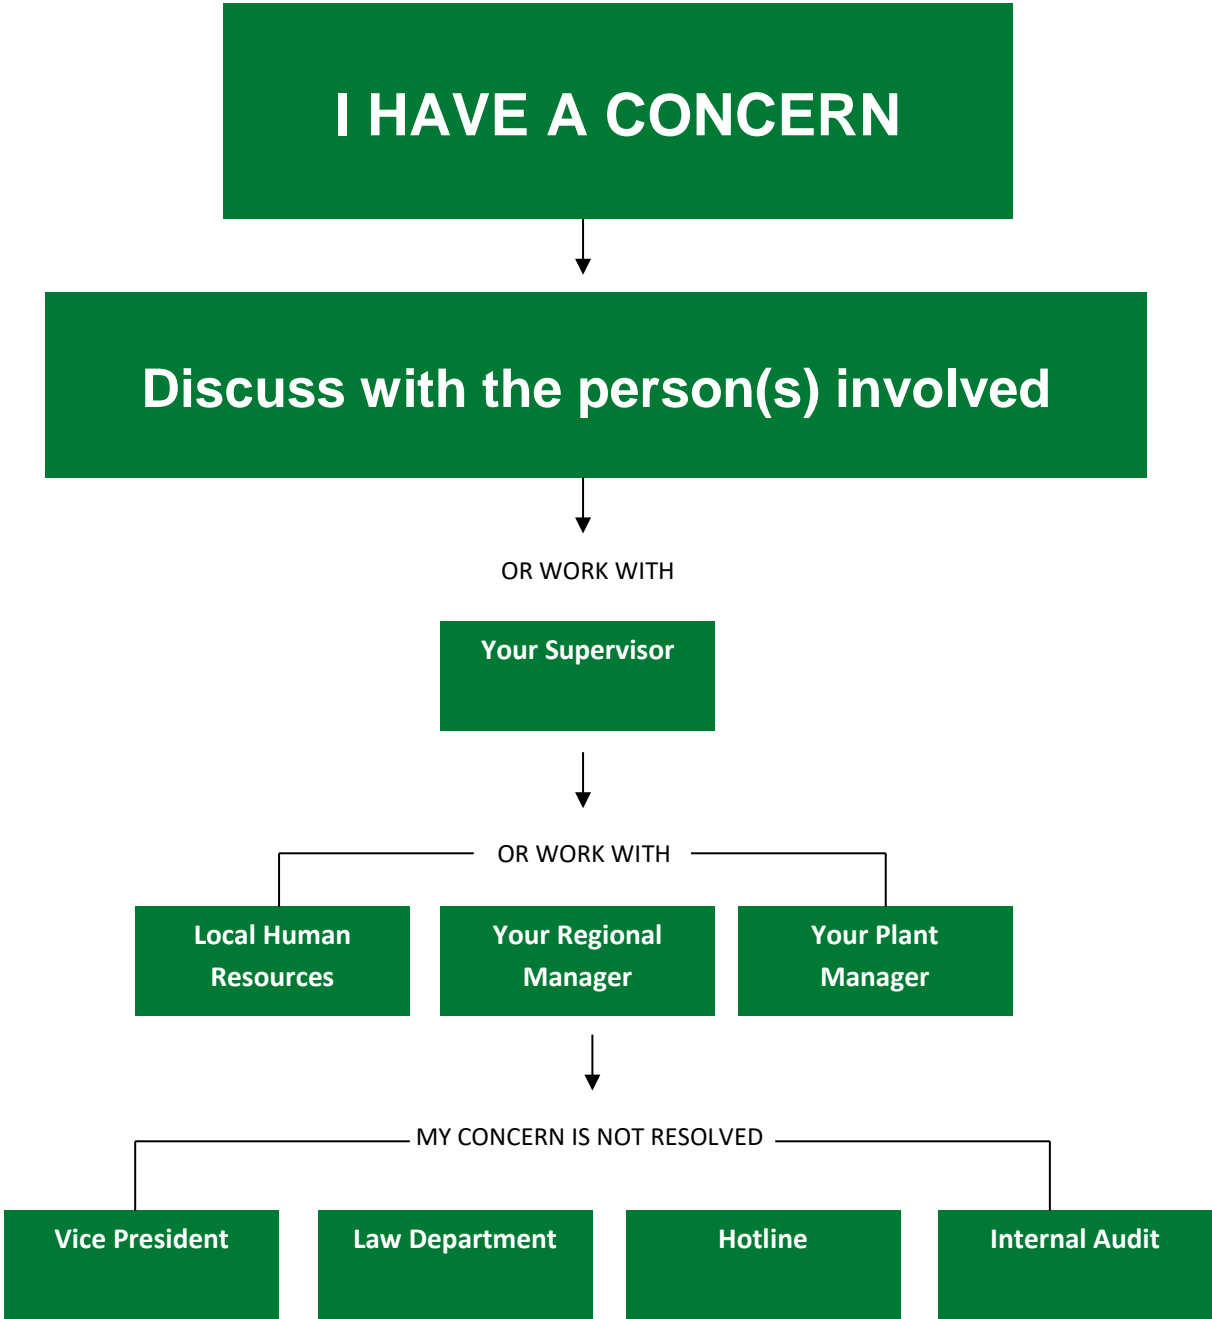 I HAVE A CONCERN
Discuss with the person(s) involved
OR WORK WITH
Your Supervisor
OR WORK WITH
Local Human
Resources
Your Regional
Manager
Your Plant
Manager
MY CONCERN IS NOT RESOLVED
Vice President
Law Department
Hotline
Internal Audit